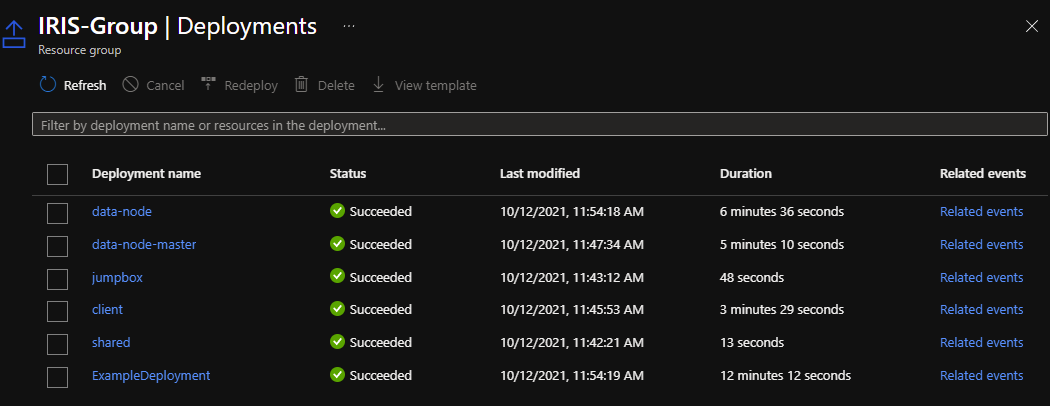 IRIS-Group | Deployments ...
Resource group
Refresh Cancel Redeploy Delete View template
Filter by deployment name or resources in the deployment...
Deployment name Status Last modified Duration Related events
data-node Succeeded 10/12/2021, 11:54:18 AM 6 minutes 36 seconds Related events
data-node-master Succeeded 10/12/2021, 11:47:34 AM 5 minutes 10 seconds Related events
jumpbox Succeeded 10/12/2021, 11:43:12 AM 48 seconds Related events
client Succeeded 10/12/2021, 11:45:53 AM 3 minutes 29 seconds Related events
shared Succeeded 10/12/2021, 11:42:21 AM 13 seconds Related events
ExampleDeployment Succeeded 10/12/2021, 11:54:19 AM 12 minutes 12 seconds Related events